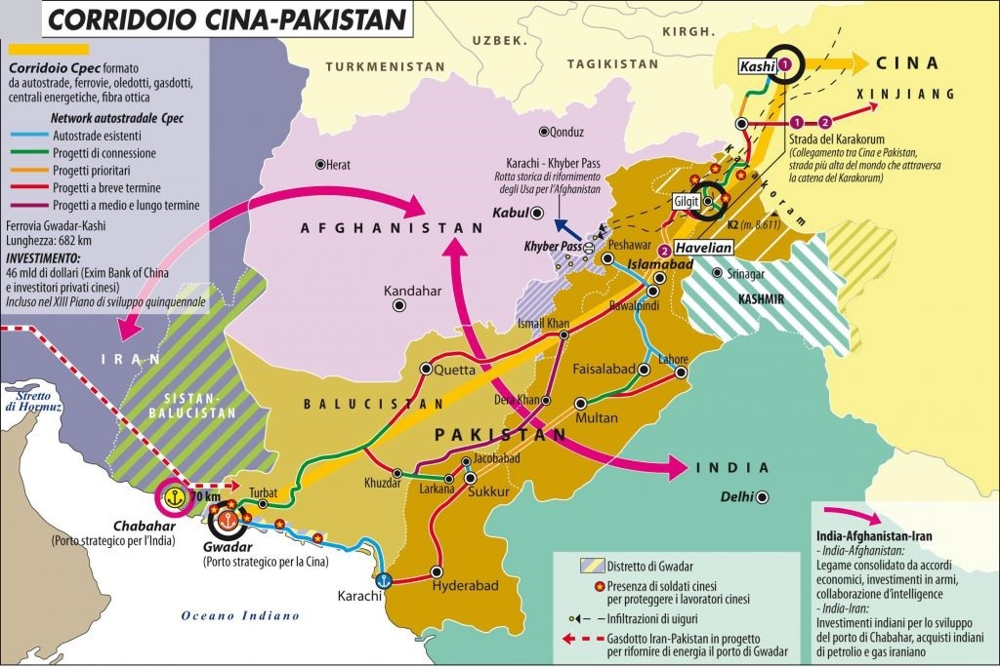 CORRIDOIO CINA-PAKISTAN
Corridoio Cpec formato
da autostrade, ferrovie, oledotti, gasdotti,
centrali energetiche, fibra ottica
Network autostradale Cpec
Autostrade esistenti
Progetti di connessione
Progetti prioritari
Progetti a breve termine
Progetti a medio e lungo termine
Ferrovia Gwadar-Kashi
Lunghezza: 682 km
INVESTIMENTO:
46 mld di dollari (Exim Bank of China
e investitori privati cinesi)
Incluso nel XIII Piano di sviluppo quinquennale
TURKMENISTAN
UZBEK.
TAGIKISTAN
KIRGH.
Kashi
1
CINA
XINJIANG
1
2
Strada del Karakorum
(Collegamento tra Cina e Pakistan,
strada più alta del mondo che attraversa
la catena del Karakorum)
Karakoram
Qonduz
Herat
Karachi - Khyber Pass
Rotta storica di rifornimento
degli Usa per l'Afghanistan
Kabul
Khyber Pass
AFGHANISTAN
Kandahar
Gilgit
K2 (m. 8.611)
2
Havelian
Peshawar
Islamabad
Rawalpindi
Srinagar
KASHMIR
Ismail Khan
IRAN
Stretto
di Hormuz
SISTAN-
BALUCISTAN
Quetta
BALUCISTAN
Faisalabad
Lahore
Dera Khan
Multan
PAKISTAN
Jacobabad
Khuzdar
Larkana
Sukkur
INDIA
Delhi
70 km
Turbat
Chabahar
(Porto strategico per l'India)
Gwadar
(Porto strategico per la Cina)
Karachi
Hyderabad
Oceano Indiano
Distretto di Gwadar
Presenza di soldati cinesi
per proteggere i lavoratori cinesi
Infiltrazioni di uiguri
Gasdotto Iran-Pakistan in progetto
per rifornire di energia il porto di Gwadar
India-Afghanistan-Iran
- India-Afghanistan:
Legame consolidato da accordi
economici, investimenti in armi,
collaborazione d'intelligence
- India-Iran:
Investimenti indiani per lo sviluppo
del porto di Chabahar, acquisti indiani
di petrolio e gas iraniano